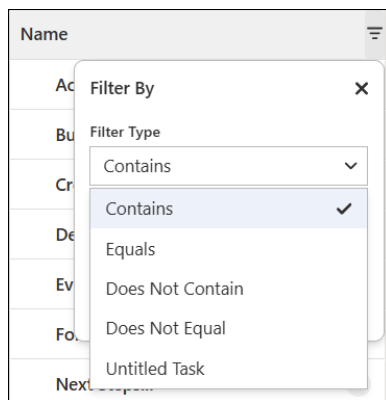 Name
Ac
Filter By
Bu
Filter Type
Contains
Cr
Contains
De
Equals
Ev
Does Not Contain
Fo
Does Not Equal
Untitled Task
Next